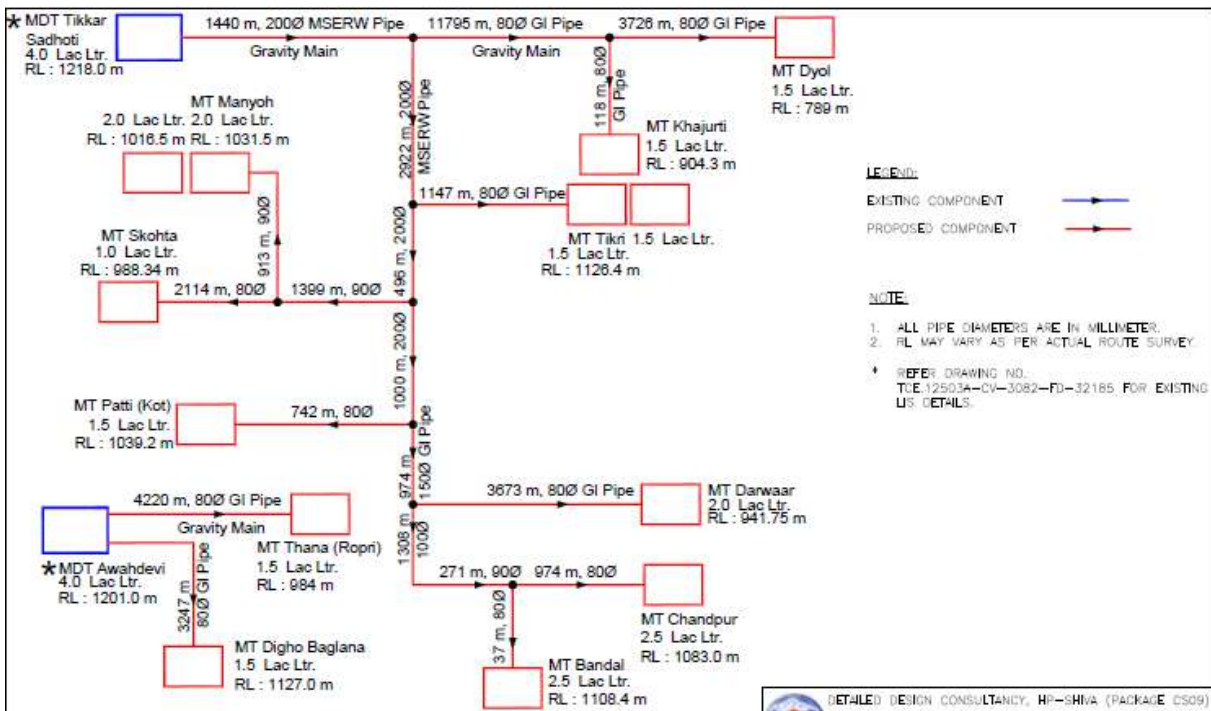 * MDT Tikkar
Sadhoti
4.0 Lac Ltr.
RL : 1218.0 m
1440 m, 200Ø MSERW Pipe
Gravity Main
11795 m, 80Ø GI Pipe
Gravity Main
3726 m, 80Ø GI Pipe
MT Dyol
1.5 Lac Ltr.
RL : 789 m
118 m, 80Ø
GI Pipe
MT Khajurti
1.5 Lac Ltr.
RL : 904.3 m
2922 m, 200Ø
MSERW Pipe
MT Manyoh
2.0 Lac Ltr. 2.0 Lac Ltr.
RL : 1016.5 m RL : 1031.5 m
1147 m, 80Ø GI Pipe
MT Tikri 1.5 Lac Ltr.
1.5 Lac Ltr.
RL : 1126.4 m
913 m, 90Ø
MT Skohta
1.0 Lac Ltr.
RL : 988.34 m
2114 m, 80Ø
1399 m, 90Ø
496 m, 200Ø
1000 m, 200Ø
MT Patti (Kot)
1.5 Lac Ltr.
RL : 1039.2 m
742 m, 80Ø
974 m
150Ø GI Pipe
3673 m, 80Ø GI Pipe
MT Darwaar
2.0 Lac Ltr.
RL : 941.75 m
4220 m, 80Ø GI Pipe
Gravity Main
MT Thana (Ropri)
1.5 Lac Ltr.
RL : 984 m
* MDT Awahdevi
4.0 Lac Ltr.
RL : 1201.0 m
3247 m
80Ø GI Pipe
MT Digho Baglana
1.5 Lac Ltr.
RL : 1127.0 m
1308 m
100Ø
271 m, 90Ø
974 m, 80Ø
MT Chandpur
2.5 Lac Ltr.
RL : 1083.0 m
37 m, 80Ø
MT Bandal
2.5 Lac Ltr.
RL : 1108.4 m
LEGEND:
EXISTING COMPONENT
PROPOSED COMPONENT
NOTE:
1. ALL PIPE DIAMETERS ARE IN MILLIMETER.
2. RL MAY VARY AS PER ACTUAL ROUTE SURVEY
* REFER DRAWING NO.
TCE.12503A-CV-3082-FD-32185 FOR EXISTING
LIS DETAILS.
DETAILED DESIGN CONSULTANCY, HP-SHIVA (PACKAGE CS09)